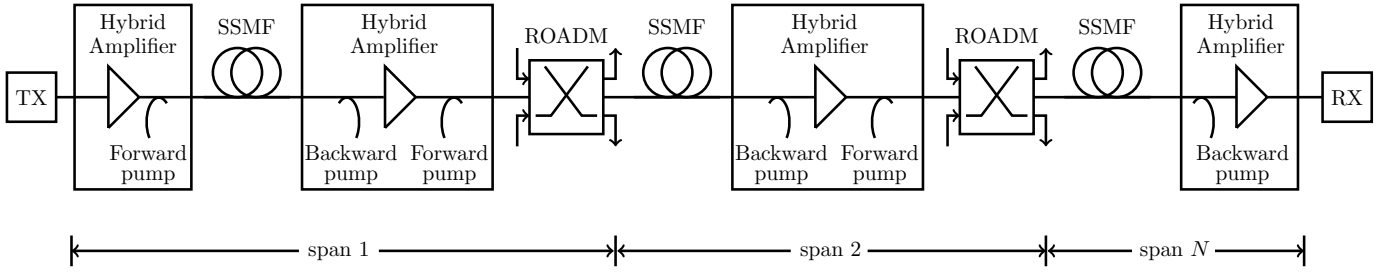 Hybrid
Amplifier
SSMF
Hybrid
Amplifier
ROADM
SSMF
Hybrid
Amplifier
ROADM
SSMF
Hybrid
Amplifier
TX
RX
Forward
pump
Backward
pump
Forward
pump
Backward
pump
Forward
pump
Backward
pump
span 1
span 2
span N